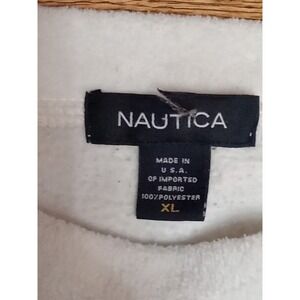 NAUTICA
MADE IN
U.S.A.
OF IMPORTED
FABRIC
100%POLYESTER
XL